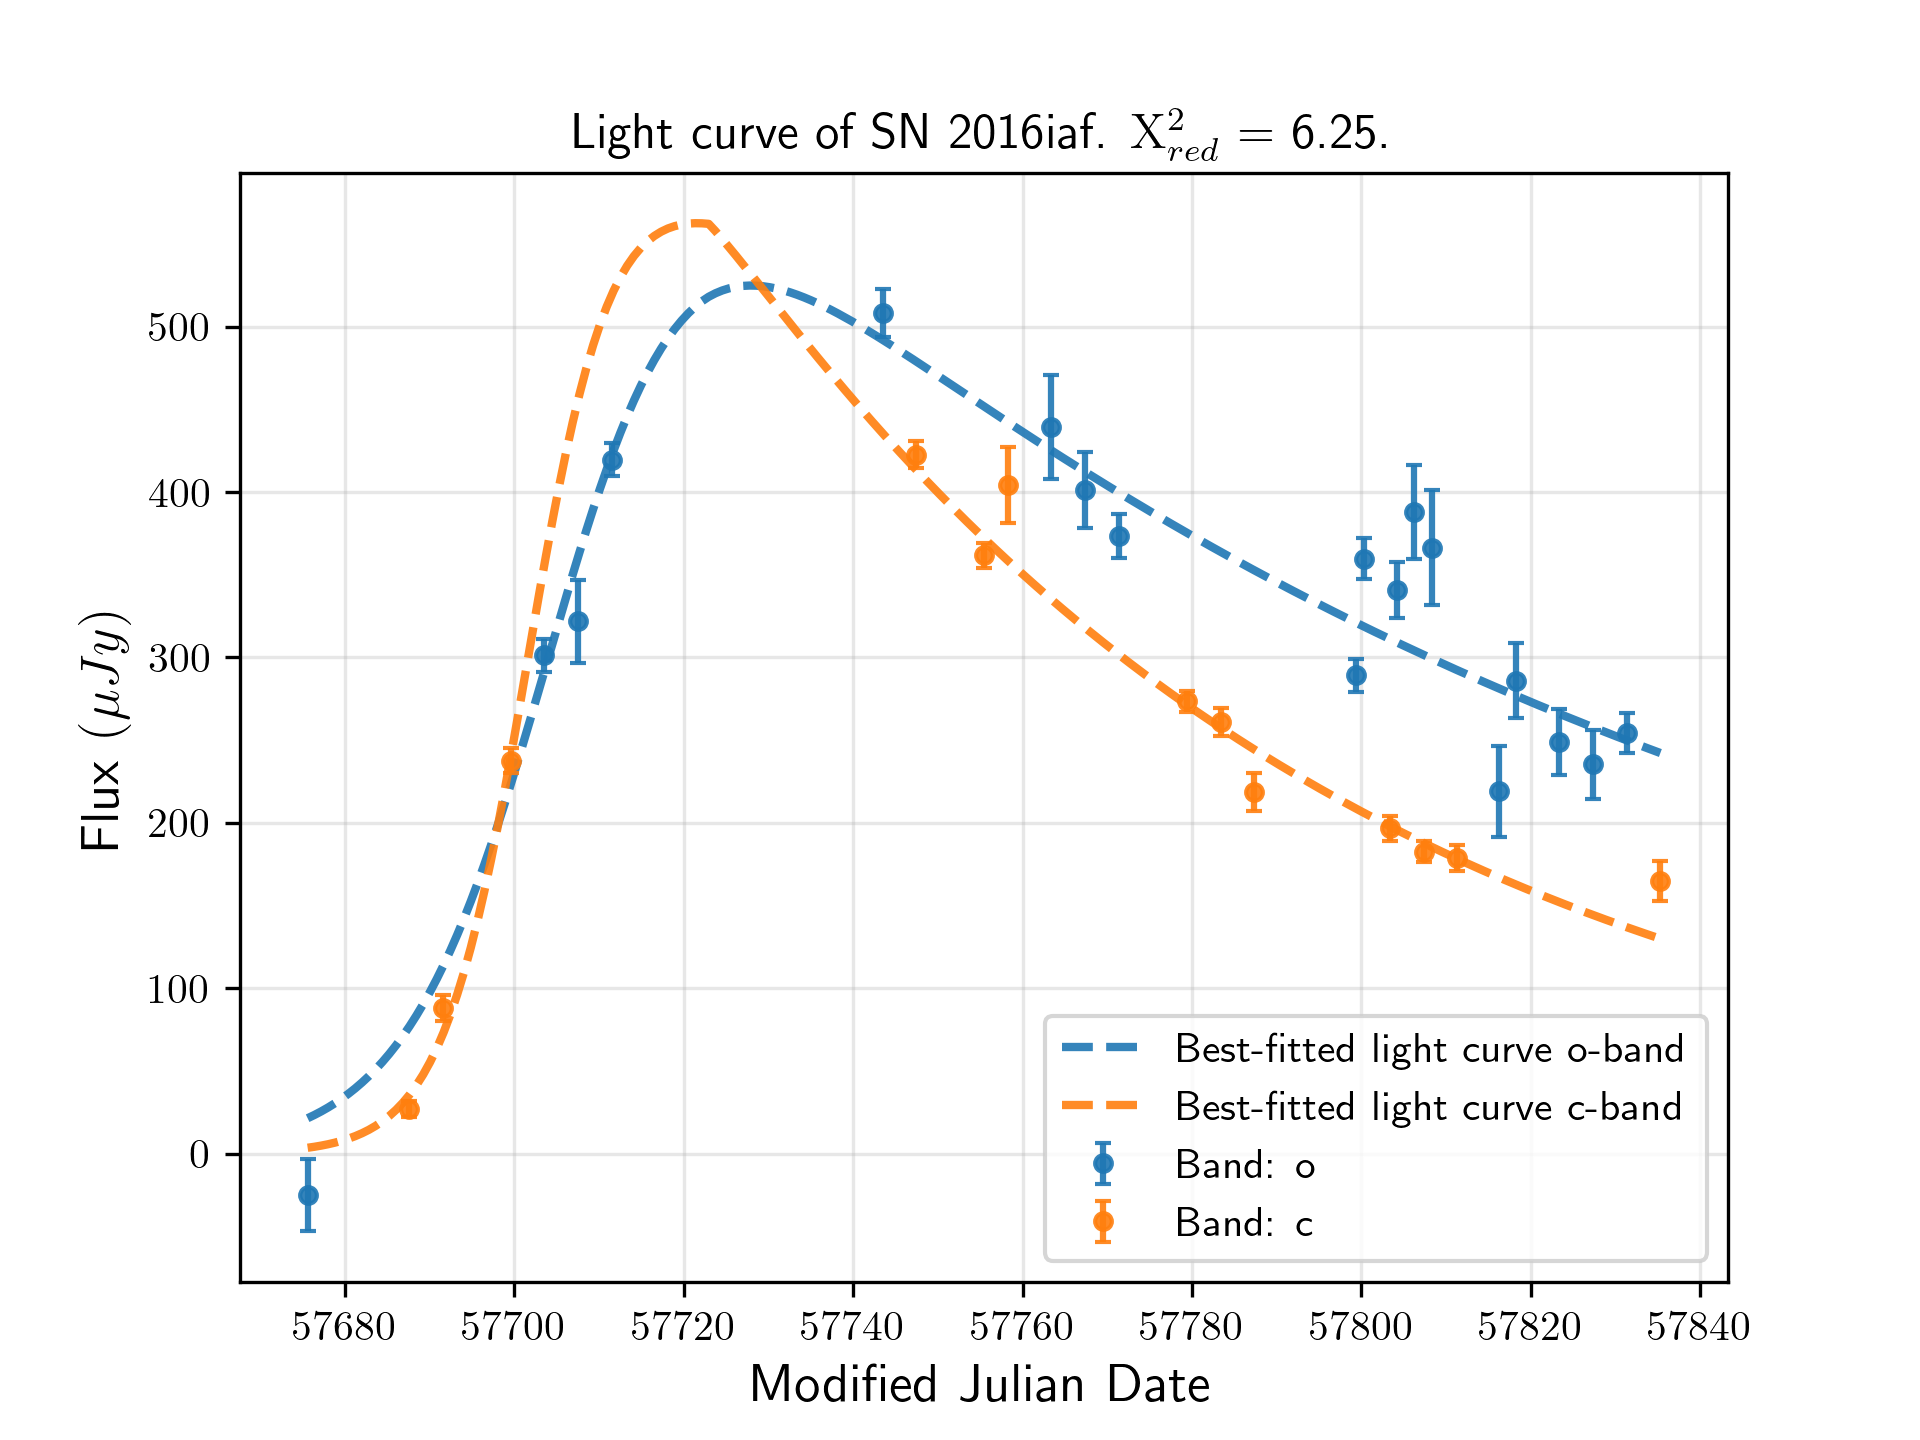 Light curve of SN 2016iaf. X²_red = 6.25.
Flux (μJy)
500
400
300
200
100
0
57680 57700 57720 57740 57760 57780 57800 57820 57840
Modified Julian Date
Best-fitted light curve o-band
Best-fitted light curve c-band
Band: o
Band: c